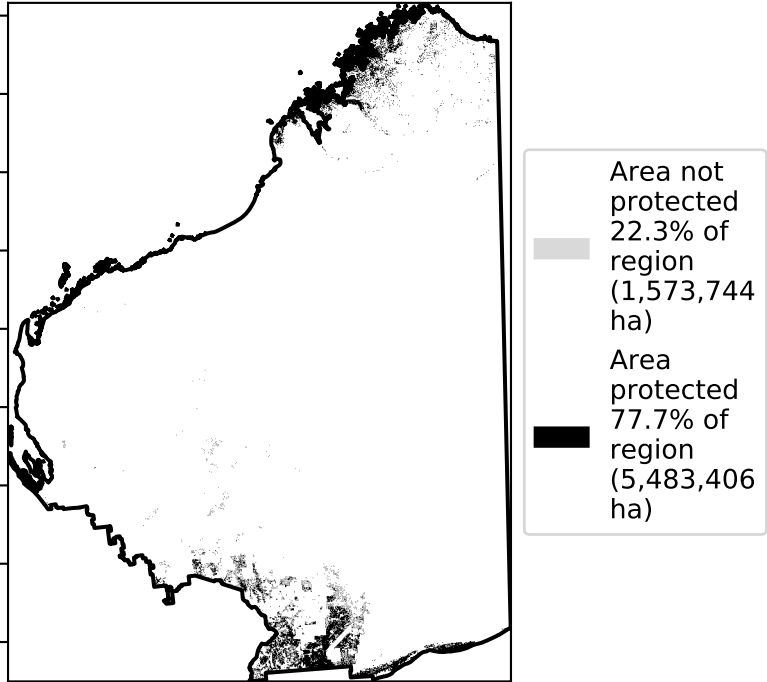 Area not
protected
22.3% of
region
(1,573,744
ha)
Area
protected
77.7% of
region
(5,483,406
ha)